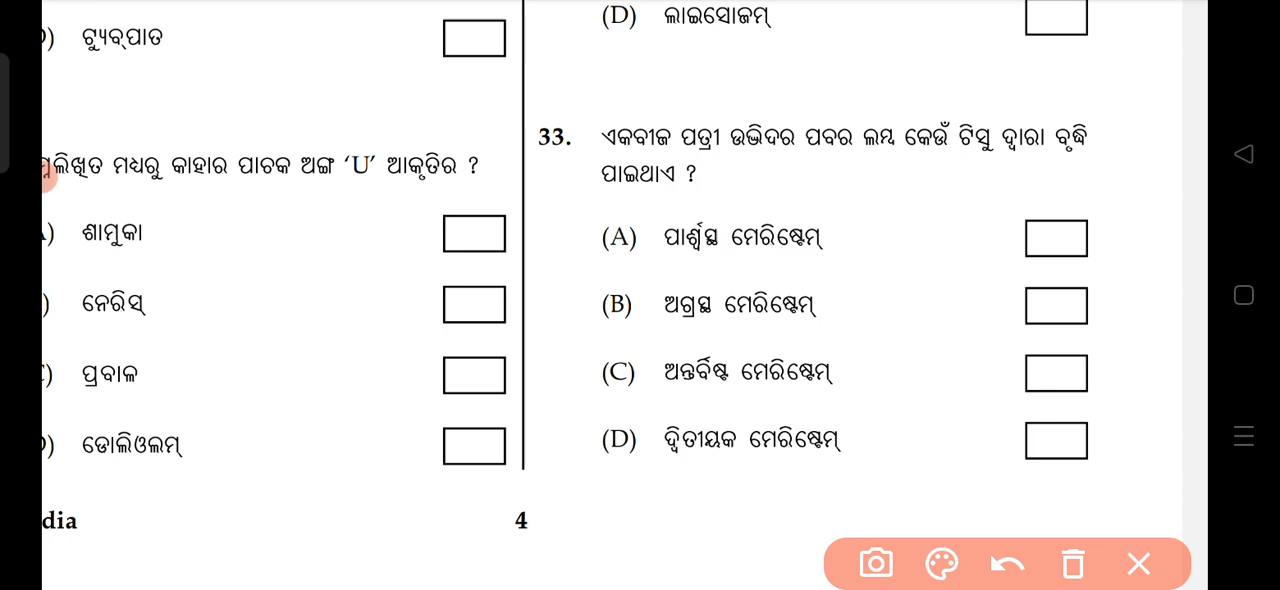 ଟ୍ୟୁବ୍‌ପାତ
ମଧ୍ୟରୁ କାହାର ପାଚକ ଅଙ୍ଗ ‘U’ ଆକୃତିର ?
ଶାମୁକା
ନେରିସ୍
ପ୍ରବାଳ
ଡୋଲିଓଲମ୍
(D) ଲାଇସୋଜମ୍
33. ଏକବୀଜ ପତ୍ରୀ ଉଦ୍ଭିଦର ପବର ଲମ୍ବ କେଉଁ ଟିସୁ ଦ୍ୱାରା ବୃଦ୍ଧି
ପାଇଥାଏ ?
(A) ପାର୍ଶ୍ୱସ୍ଥ ମେରିଷ୍ଟେମ୍
(B) ଅଗ୍ରସ୍ଥ ମେରିଷ୍ଟେମ୍
(C) ଅନ୍ତର୍ବିଷ୍ଟ ମେରିଷ୍ଟେମ୍
(D) ଦ୍ୱିତୀୟକ ମେରିଷ୍ଟେମ୍
dia
4